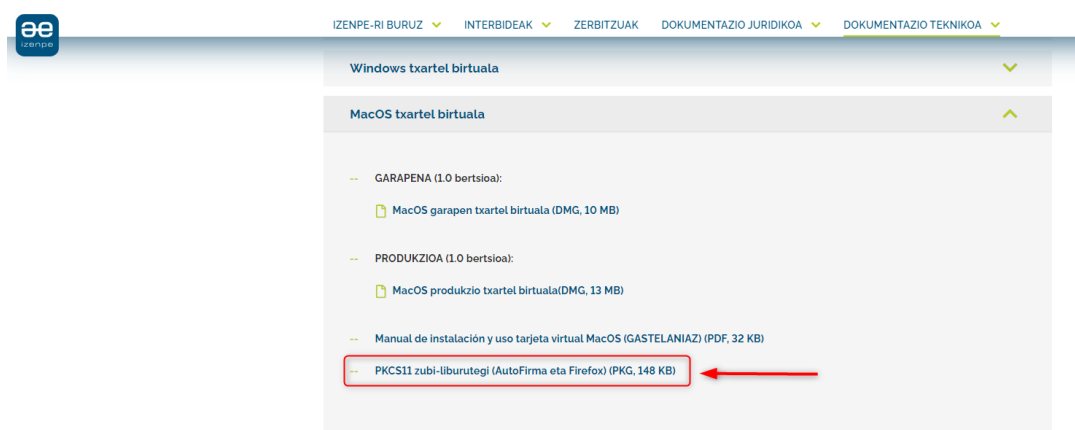 izenpe
IZENPE-RI BURUZ INTERBIDEAK ZERBITZUAK DOKUMENTAZIO JURIDIKOA DOKUMENTAZIO TEKNIKOA
Windows txartel birtuala
MacOS txartel birtuala
-- GARAPENA (1.0 bertsioa):
MacOS garapen txartel birtuala (DMG, 10 MB)
-- PRODUKZIOA (1.0 bertsioa):
MacOS produkzio txartel birtuala(DMG, 13 MB)
-- Manual de instalación y uso tarjeta virtual MacOS (GASTELANIAZ) (PDF, 32 KB)
-- PKCS11 zubi-liburutegi (AutoFirma eta Firefox) (PKG, 148 KB)